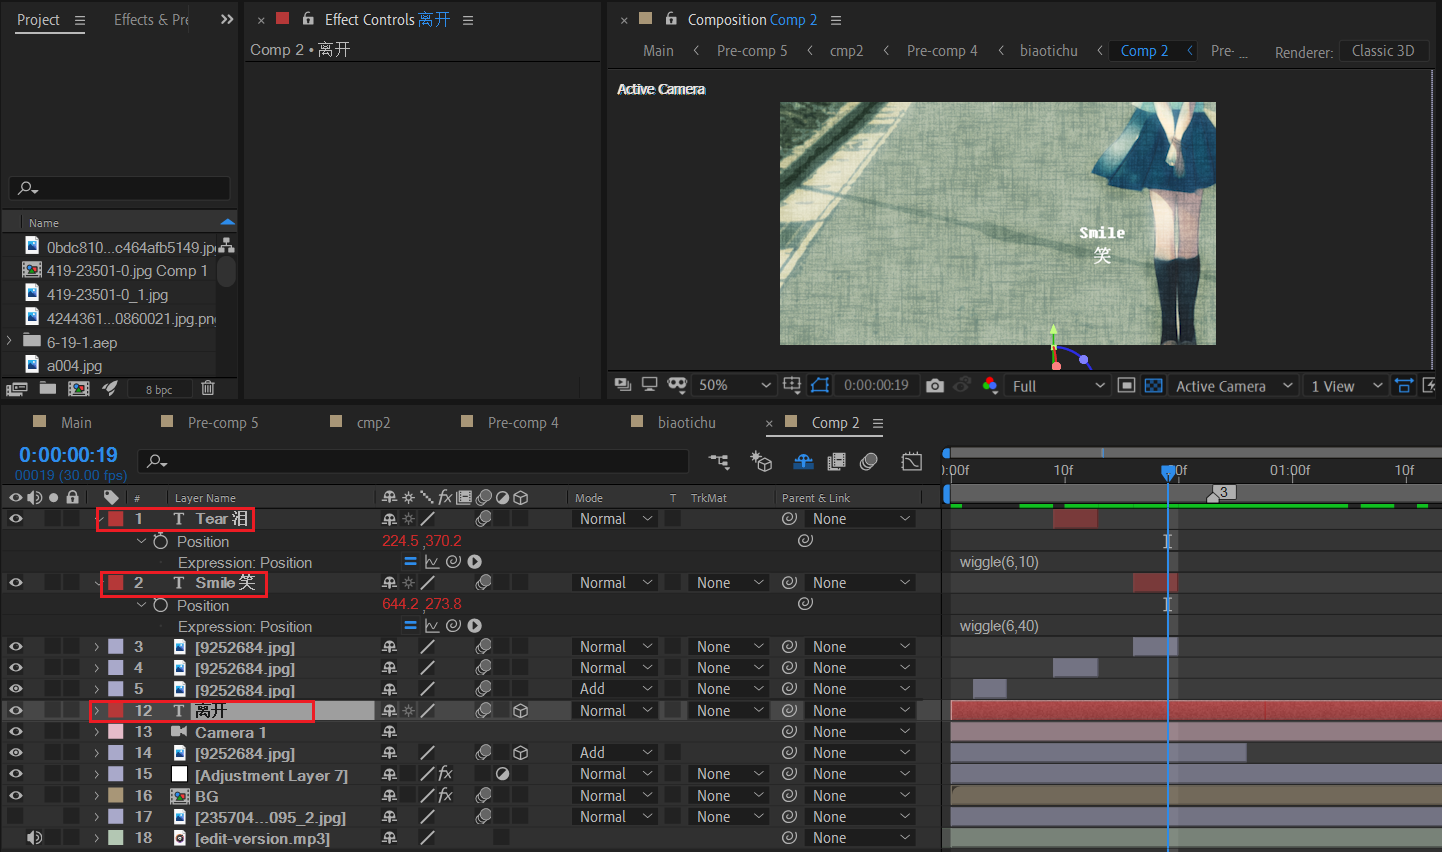 Project
Effects & Pre
Effect Controls 离开
Comp 2 • 离开
Composition Comp 2
Main
Pre-comp 5
cmp2
Pre-comp 4
biaotichu
Comp 2
Pre- ...
Renderer:
Classic 3D
Active Camera
Smile
笑
Name
0bdc810...c464afb5149.jp
419-23501-0.jpg Comp 1
419-23501-0_1.jpg
4244361...0860021.jpg.pn
6-19-1.aep
a004.jpg
8 bpc
50%
0:00:00:19
Full
Active Camera
1 View
Main
Pre-comp 5
cmp2
Pre-comp 4
biaotichu
Comp 2
0:00:00:19
00019 (30.00 fps)
:00f
10f
0f
01:00f
10f
# Layer Name
Mode
T TrkMat
Parent & Link
3
1 T Tear 泪
Normal
None
Position
224.5 ,370.2
Expression: Position
wiggle(6,10)
2 T Smile 笑
Normal
None
None
Position
644.2 ,273.8
Expression: Position
wiggle(6,40)
3 [9252684.jpg] Normal None None
4 [9252684.jpg] Normal None None
5 [9252684.jpg] Add None None
12 T 离开 Normal None None
13 Camera 1 None
14 [9252684.jpg] Add None
15 [Adjustment Layer 7] Normal None None
16 BG Normal None None
17 [235704...095_2.jpg] Normal None None
18 [edit-version.mp3] None